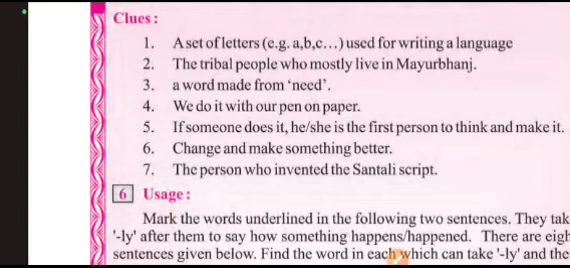 Clues :
1. A set of letters (e.g. a,b,c…) used for writing a language
2. The tribal people who mostly live in Mayurbhanj.
3. a word made from ‘need’.
4. We do it with our pen on paper.
5. If someone does it, he/she is the first person to think and make it.
6. Change and make something better.
7. The person who invented the Santali script.
6 Usage :
Mark the words underlined in the following two sentences. They tak
'-ly' after them to say how something happens/happened. There are eigh
sentences given below. Find the word in each which can take '-ly' and the